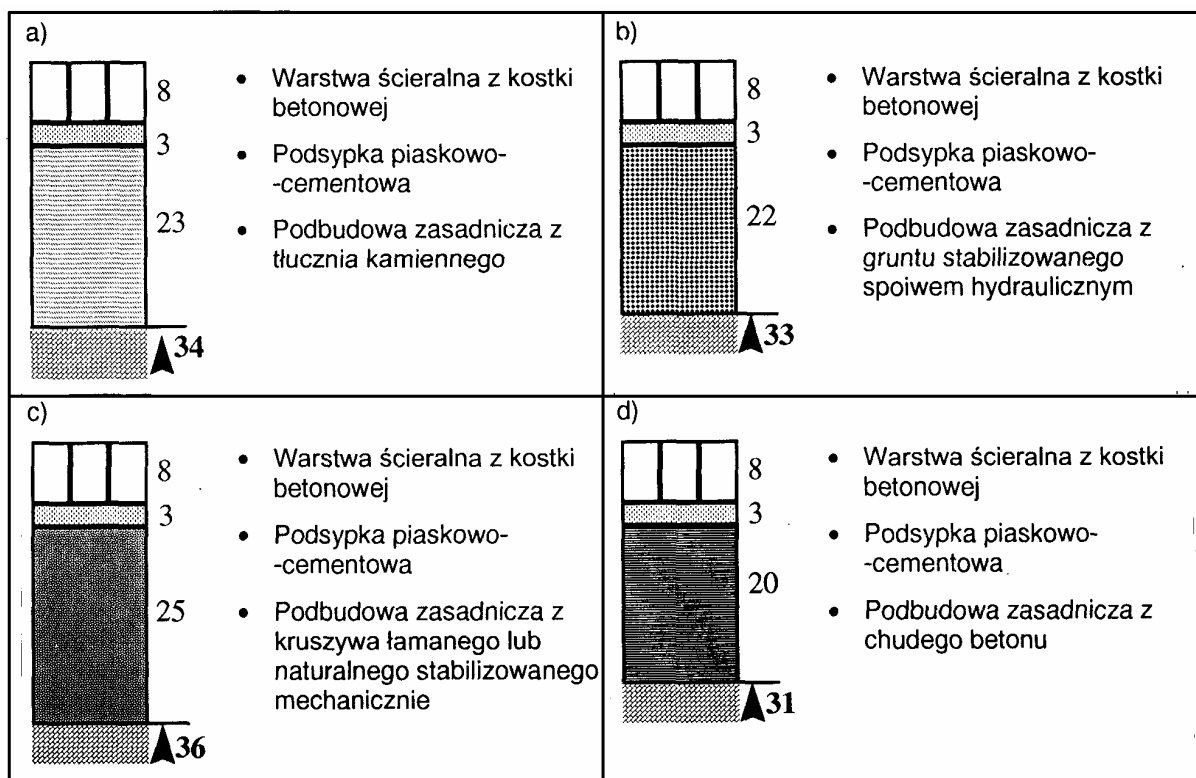 a)
8
3
23
34
• Warstwa ścieralna z kostki
betonowej
• Podsypka piaskowo-
-cementowa
• Podbudowa zasadnicza z
tłucznia kamiennego
b)
8
3
22
33
• Warstwa ścieralna z kostki
betonowej
• Podsypka piaskowo-
-cementowa
• Podbudowa zasadnicza z
gruntu stabilizowanego
spoiwem hydraulicznym
c)
8
3
25
36
• Warstwa ścieralna z kostki
betonowej
• Podsypka piaskowo-
-cementowa
• Podbudowa zasadnicza z
kruszywa łamanego lub
naturalnego stabilizowanego
mechanicznie
d)
8
3
20
31
• Warstwa ścieralna z kostki
betonowej
• Podsypka piaskowo-
-cementowa
• Podbudowa zasadnicza z
chudego betonu